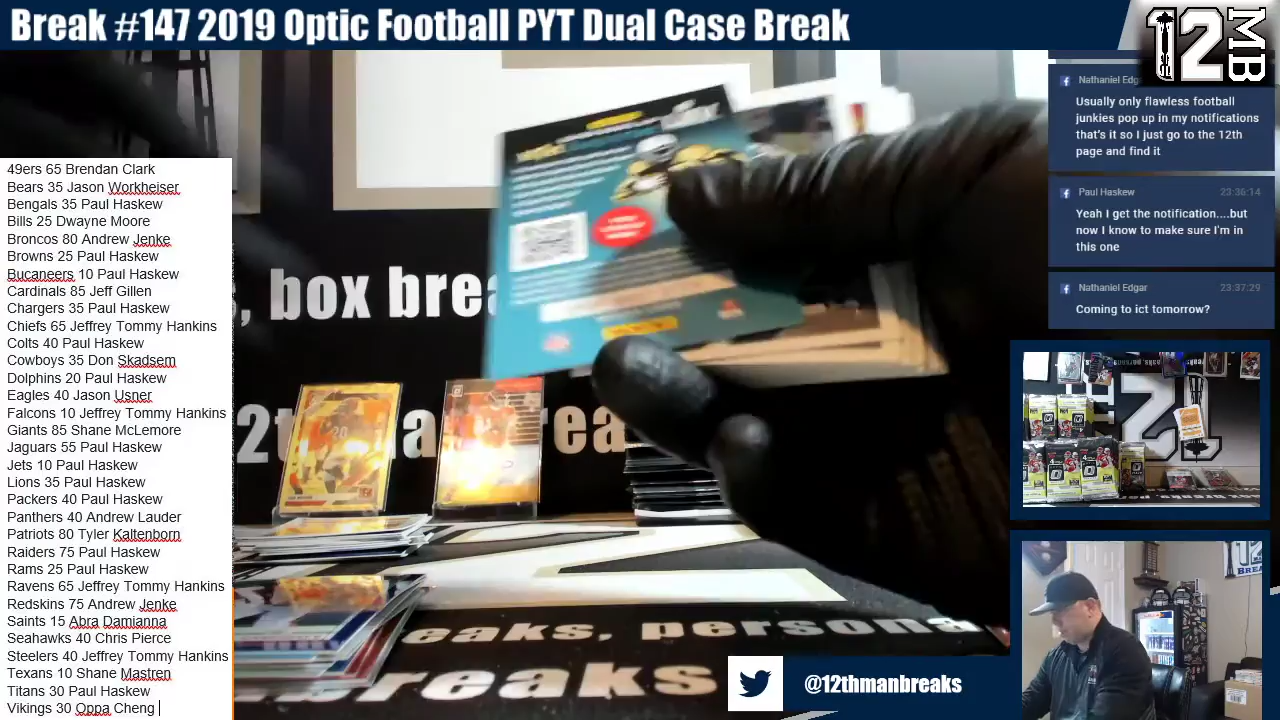 Break #147 2019 Optic Football PYT Dual Case Break
12
MB
49ers 65 Brendan Clark
Bears 35 Jason Workheiser
Bengals 35 Paul Haskew
Bills 25 Dwayne Moore
Broncos 80 Andrew Jenke
Browns 25 Paul Haskew
Bucaneers 10 Paul Haskew
Cardinals 85 Jeff Gillen
Chargers 35 Paul Haskew
Chiefs 65 Jeffrey Tommy Hankins
Colts 40 Paul Haskew
Cowboys 35 Don Skadsem
Dolphins 20 Paul Haskew
Eagles 40 Jason Usner
Falcons 10 Jeffrey Tommy Hankins
Giants 85 Shane McLemore
Jaguars 55 Paul Haskew
Jets 10 Paul Haskew
Lions 35 Paul Haskew
Packers 40 Paul Haskew
Panthers 40 Andrew Lauder
Patriots 80 Tyler Kaltenborn
Raiders 75 Paul Haskew
Rams 25 Paul Haskew
Ravens 65 Jeffrey Tommy Hankins
Redskins 75 Andrew Jenke
Saints 15 Abra Damianna
Seahawks 40 Chris Pierce
Steelers 40 Jeffrey Tommy Hankins
Texans 10 Shane Mastren
Titans 30 Paul Haskew
Vikings 30 Oppa Cheng
, box brea
12t
eaks, persona
breaks
Nathaniel Edg
Usually only flawless football
junkies pop up in my notifications
that's it so I just go to the 12th
page and find it
Paul Haskew 23:36:14
Yeah I get the notification....but
now I know to make sure I'm in
this one
Nathaniel Edgar 23:37:29
Coming to ict tomorrow?
@12thmanbreaks